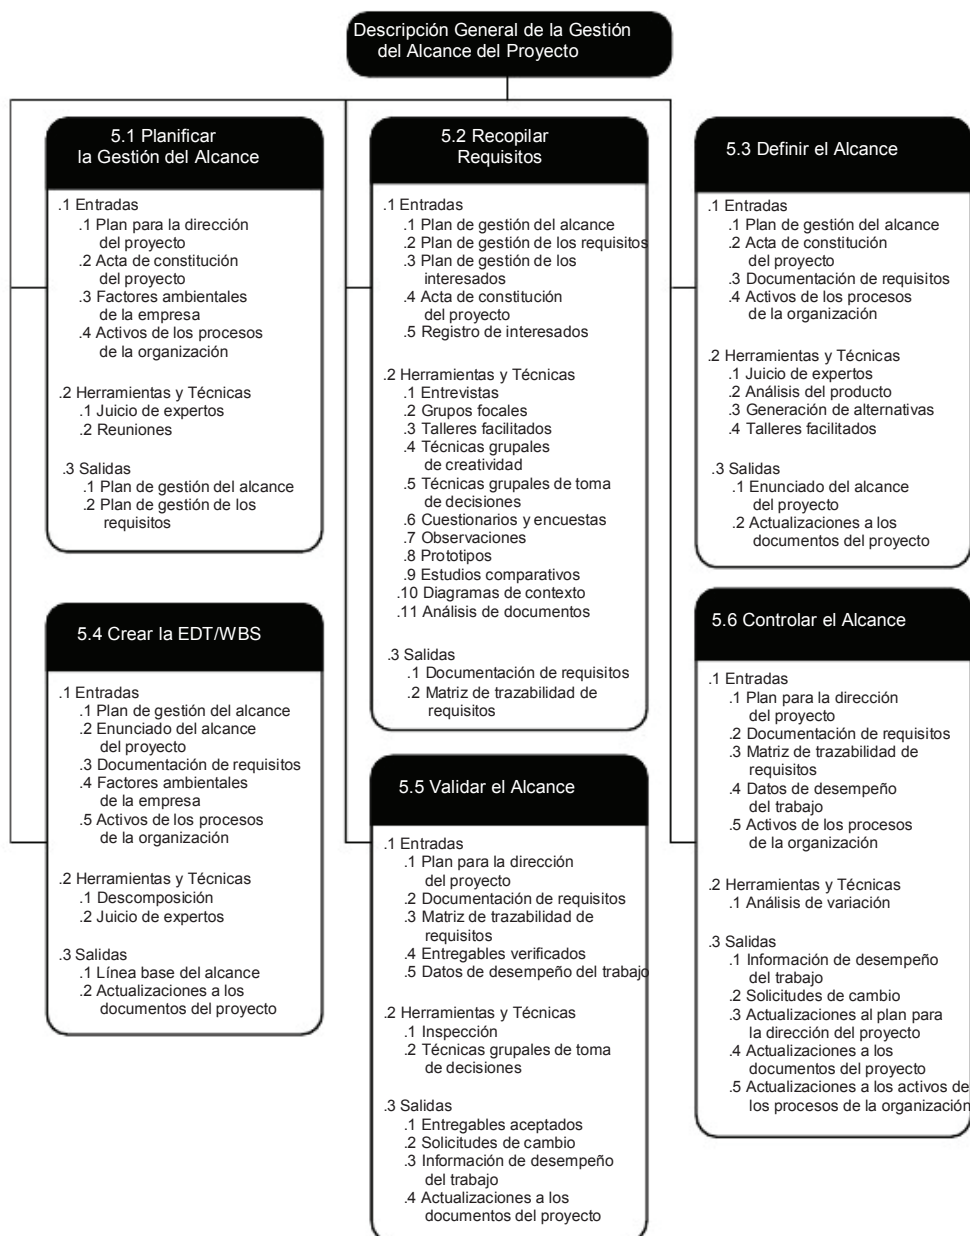 Descripción General de la Gestión
del Alcance del Proyecto
5.1 Planificar
la Gestión del Alcance
.1 Entradas
.1 Plan para la dirección
del proyecto
.2 Acta de constitución
del proyecto
.3 Factores ambientales
de la empresa
.4 Activos de los procesos
de la organización
.2 Herramientas y Técnicas
.1 Juicio de expertos
.2 Reuniones
.3 Salidas
.1 Plan de gestión del alcance
.2 Plan de gestión de los
requisitos
5.2 Recopilar
Requisitos
.1 Entradas
.1 Plan de gestión del alcance
.2 Plan de gestión de los requisitos
.3 Plan de gestión de los
interesados
.4 Acta de constitución
del proyecto
.5 Registro de interesados
.2 Herramientas y Técnicas
.1 Entrevistas
.2 Grupos focales
.3 Talleres facilitados
.4 Técnicas grupales
de creatividad
.5 Técnicas grupales de toma
de decisiones
.6 Cuestionarios y encuestas
.7 Observaciones
.8 Prototipos
.9 Estudios comparativos
.10 Diagramas de contexto
.11 Análisis de documentos
.3 Salidas
.1 Documentación de requisitos
.2 Matriz de trazabilidad de
requisitos
5.3 Definir el Alcance
.1 Entradas
.1 Plan de gestión del alcance
.2 Acta de constitución
del proyecto
.3 Documentación de requisitos
.4 Activos de los procesos
de la organización
.2 Herramientas y Técnicas
.1 Juicio de expertos
.2 Análisis del producto
.3 Generación de alternativas
.4 Talleres facilitados
.3 Salidas
.1 Enunciado del alcance
del proyecto
.2 Actualizaciones a los
documentos del proyecto
5.4 Crear la EDT/WBS
.1 Entradas
.1 Plan de gestión del alcance
.2 Enunciado del alcance
del proyecto
.3 Documentación de requisitos
.4 Factores ambientales
de la empresa
.5 Activos de los procesos
de la organización
.2 Herramientas y Técnicas
.1 Descomposición
.2 Juicio de expertos
.3 Salidas
.1 Línea base del alcance
.2 Actualizaciones a los
documentos del proyecto
5.5 Validar el Alcance
.1 Entradas
.1 Plan para la dirección
del proyecto
.2 Documentación de requisitos
.3 Matriz de trazabilidad de
requisitos
.4 Entregables verificados
.5 Datos de desempeño del trabajo
.2 Herramientas y Técnicas
.1 Inspección
.2 Técnicas grupales de toma
de decisiones
.3 Salidas
.1 Entregables aceptados
.2 Solicitudes de cambio
.3 Información de desempeño
del trabajo
.4 Actualizaciones a los
documentos del proyecto
5.6 Controlar el Alcance
.1 Entradas
.1 Plan para la dirección
del proyecto
.2 Documentación de requisitos
.3 Matriz de trazabilidad de
requisitos
.4 Datos de desempeño
del trabajo
.5 Activos de los procesos
de la organización
.2 Herramientas y Técnicas
.1 Análisis de variación
.3 Salidas
.1 Información de desempeño
del trabajo
.2 Solicitudes de cambio
.3 Actualizaciones al plan para
la dirección del proyecto
.4 Actualizaciones a los
documentos del proyecto
.5 Actualizaciones a los activos de
los procesos de la organización